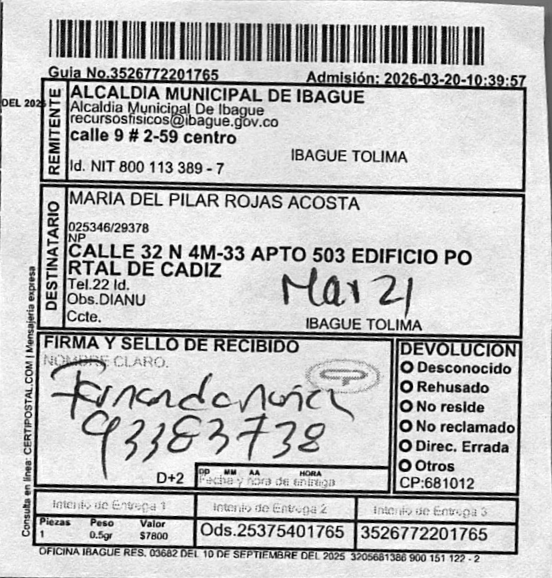 Guia No.3526772201765 Admisión: 2026-03-20-10:39:57
DEL 2025
REMITENTE
ALCALDIA MUNICIPAL DE IBAGUE
Alcaldia Municipal De Ibague
recursosfisicos@ibague.gov.co
calle 9 # 2-59 centro
IBAGUE TOLIMA
Id. NIT 800 113 389 - 7
DESTINATARIO
MARIA DEL PILAR ROJAS ACOSTA
025346/29378
NP
CALLE 32 N 4M-33 APTO 503 EDIFICIO PO
RTAL DE CADIZ
Tel.22 Id.
Obs.DIANU
Mar 21
Ccte.
IBAGUE TOLIMA
FIRMA Y SELLO DE RECIBIDO
NOMBRE CLARO.
93383738
D+2
DD MM AA HORA
Fecha y hora de entrega
DEVOLUCION
Desconocido
Rehusado
No reside
No reclamado
Direc. Errada
Otros
CP:681012
Intento de Entrega 1 Intento de Entrega 2 Intento de Entrega 3
Piezas Peso Valor
1 0.5gr $7800
Ods.25375401765
3526772201765
OFICINA IBAGUE RES. 03682 DEL 10 DE SEPTIEMBRE DEL 2025 3205681386 900 151 122 - 2
Consulta en línea: CERTIPOSTAL.COM | Mensajería expresa